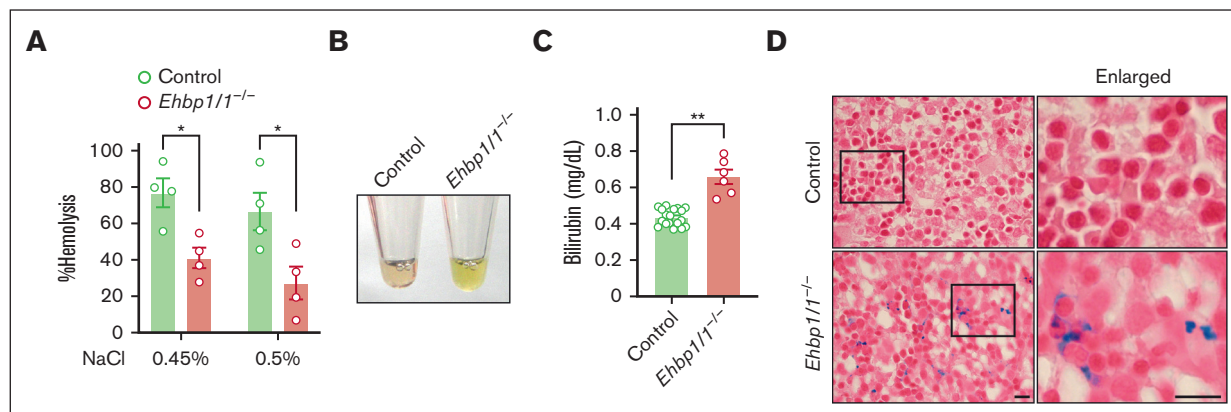 A
Control
Ehbp1/1−/−
*
*
%Hemolysis
100
80
60
40
20
0
NaCl
0.45%
0.5%
B
Control
Ehbp1/1−/−
C
**
Bilirubin (mg/dL)
1.0
0.8
0.6
0.4
0.2
0
Control
Ehbp1/1−/−
D
Enlarged
Control
Ehbp1/1−/−